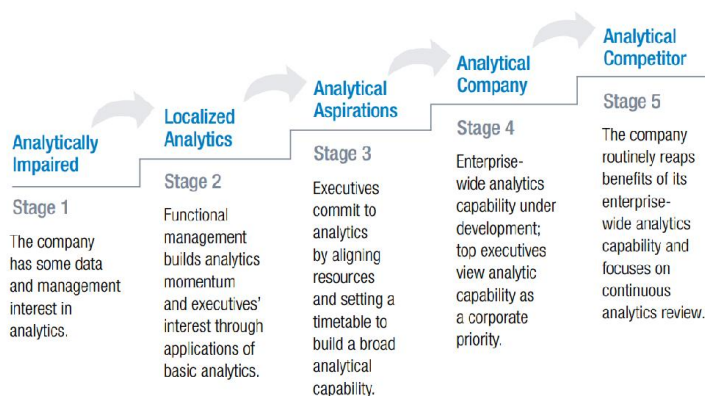 Analytically
Impaired
Stage 1
The company
has some data
and management
interest in
analytics.
Localized
Analytics
Stage 2
Functional
management
builds analytics
momentum
and executives’
interest through
applications of
basic analytics.
Analytical
Aspirations
Stage 3
Executives
commit to
analytics
by aligning
resources
and setting a
timetable to
build a broad
analytical
capability.
Analytical
Company
Stage 4
Enterprise-
wide analytics
capability under
development;
top executives
view analytic
capability as
a corporate
priority.
Analytical
Competitor
Stage 5
The company
routinely reaps
benefits of its
enterprise-
wide analytics
capability and
focuses on
continuous
analytics review.